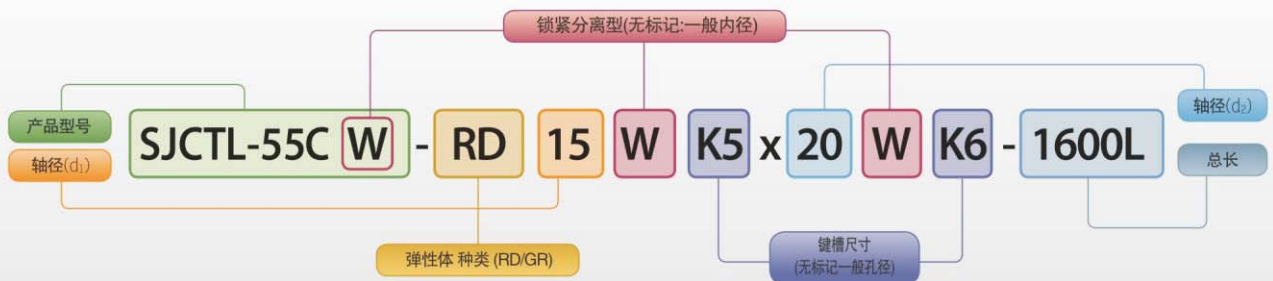 锁紧分离型(无标记:一般内径)
产品型号
轴径(d₁)
SJCTL-55C W - RD 15 W K5 x 20 W K6 - 1600L
轴径(d₂)
总长
弹性体 种类 (RD/GR)
键槽尺寸
(无标记一般孔径)